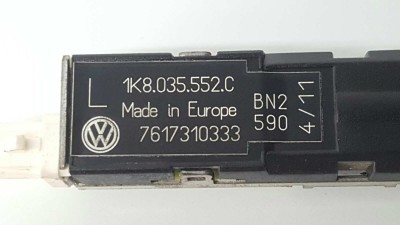 L
1K8.035.552.C
Made in Europe
7617310333
BN2
590
4/11